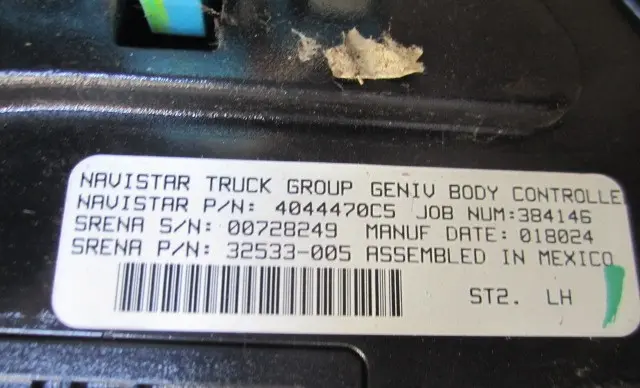 NAVISTAR TRUCK GROUP GENIV BODY CONTROLLE
NAVISTAR P/N: 4044470C5 JOB NUM:384146
SRENA S/N: 00728249 MANUF DATE: 018024
SRENA P/N: 32533-005 ASSEMBLED IN MEXICO
ST2. LH